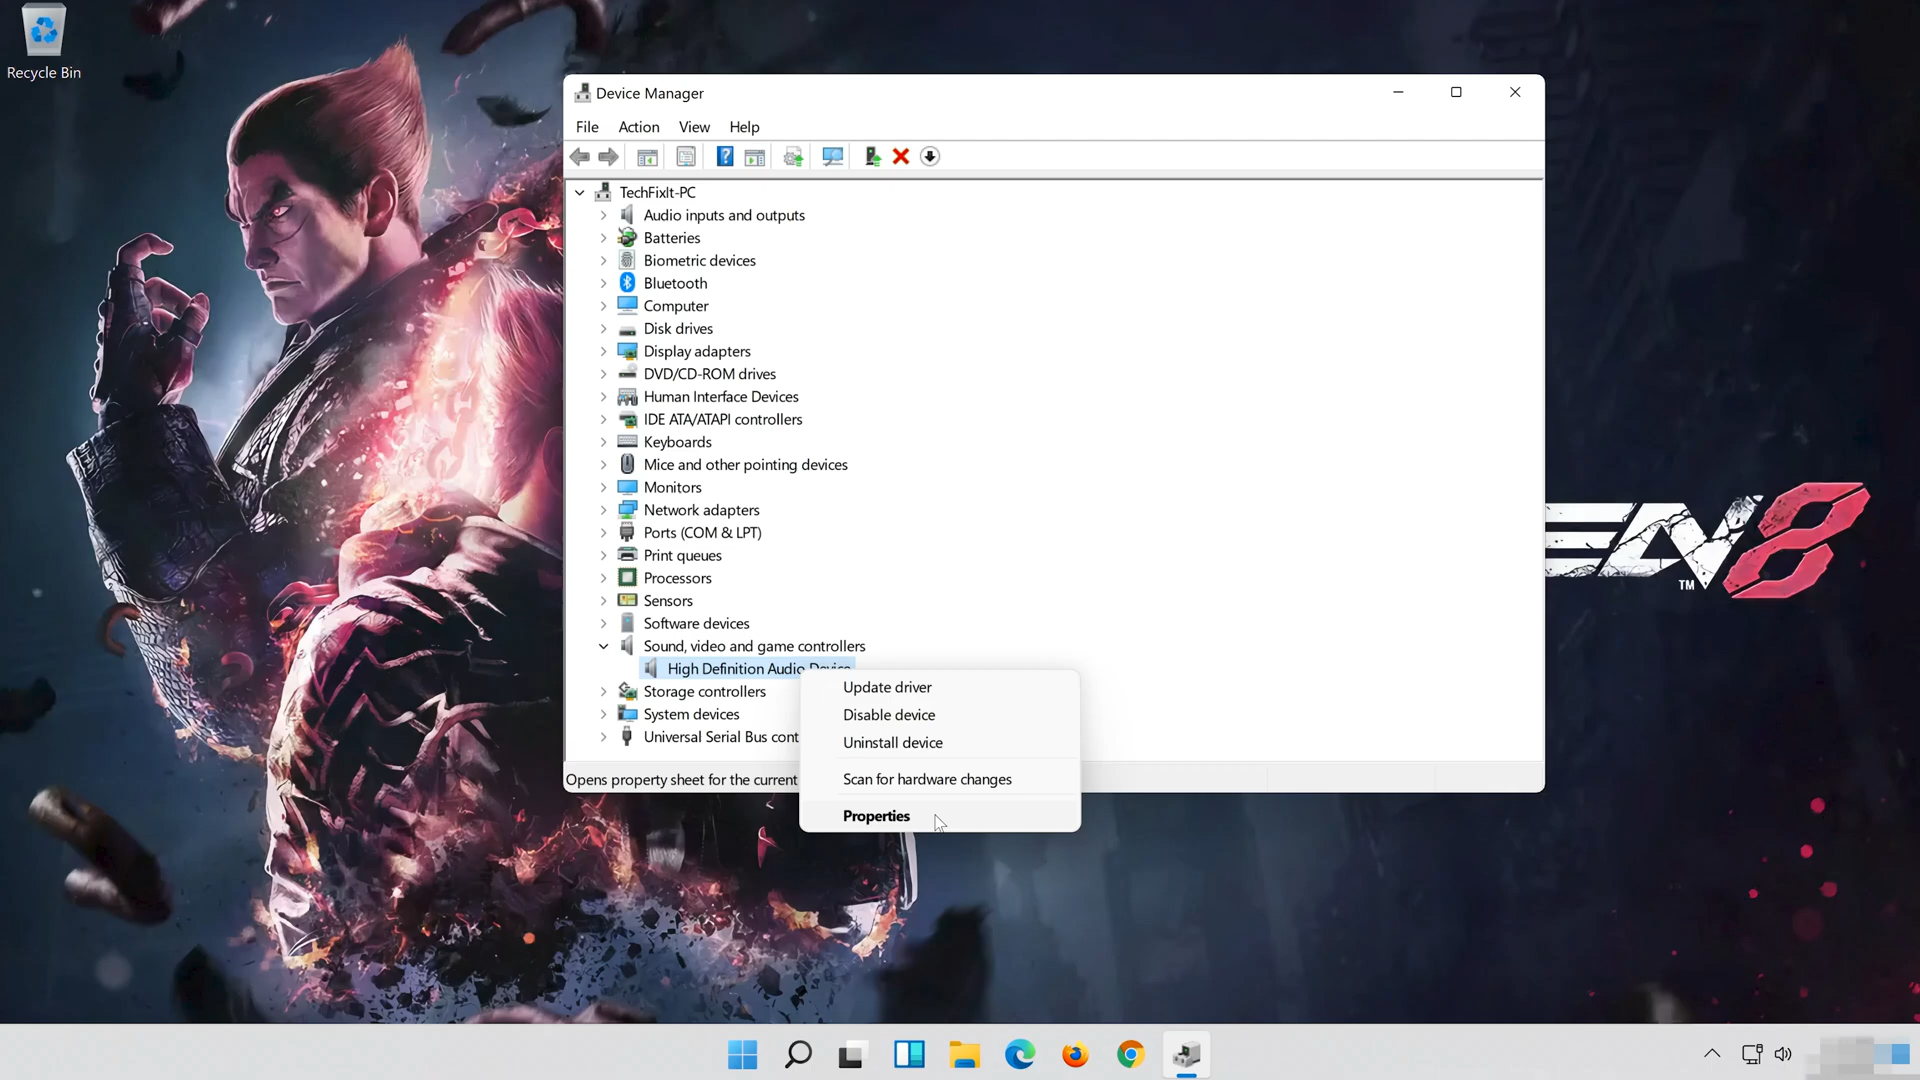 Recycle Bin
Device Manager
File Action View Help
TechFixIt-PC
Audio inputs and outputs
Batteries
Biometric devices
Bluetooth
Computer
Disk drives
Display adapters
DVD/CD-ROM drives
Human Interface Devices
IDE ATA/ATAPI controllers
Keyboards
Mice and other pointing devices
Monitors
Network adapters
Ports (COM & LPT)
Print queues
Processors
Sensors
Software devices
Sound, video and game controllers
High Definition Audio Device
Storage controllers
System devices
Universal Serial Bus cont
Opens property sheet for the current
Update driver
Disable device
Uninstall device
Scan for hardware changes
Properties
EN 8
TM